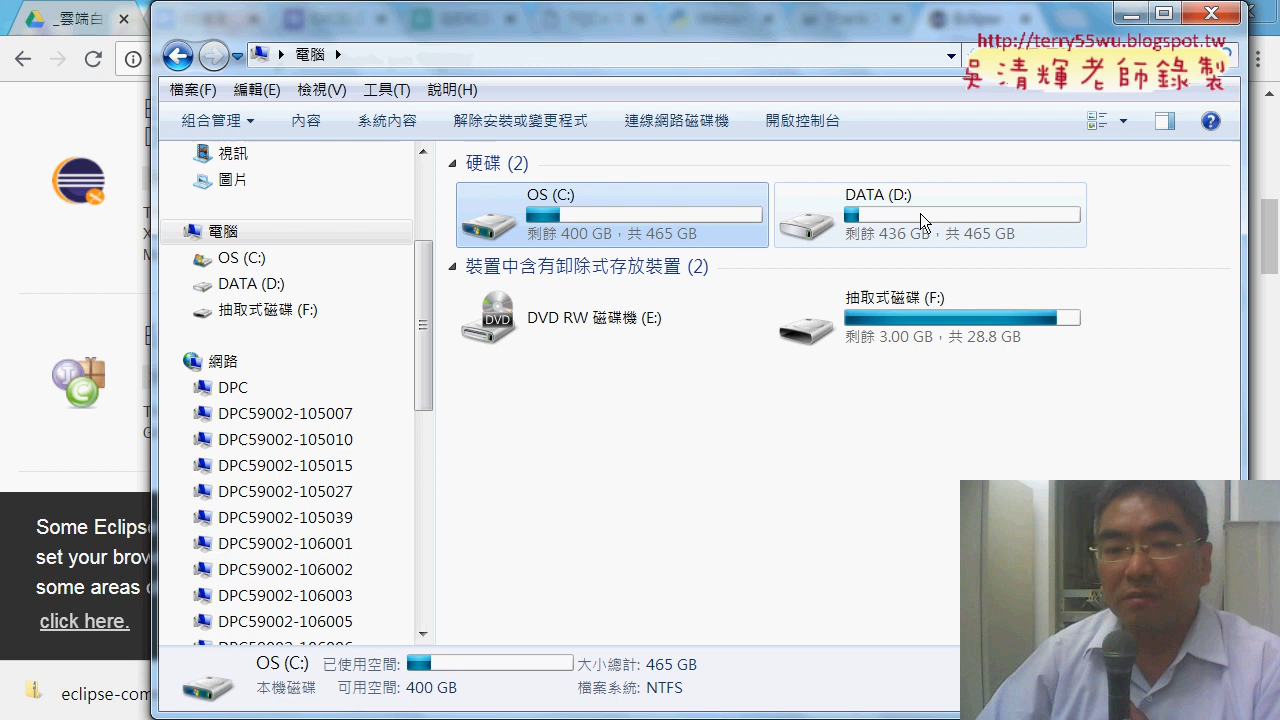 _雲端白
http://terry55wu.blogspot.tw
吳清輝老師錄製
電腦
檔案(F) 編輯(E) 檢視(V) 工具(T) 說明(H)
組合管理 內容 系統內容 解除安裝或變更程式 連線網路磁碟機 開啟控制台
視訊
圖片
電腦
OS (C:)
DATA (D:)
抽取式磁碟 (F:)
網路
DPC
DPC59002-105007
DPC59002-105010
DPC59002-105015
DPC59002-105027
DPC59002-105039
DPC59002-106001
DPC59002-106002
DPC59002-106003
DPC59002-106005
硬碟 (2)
OS (C:)
剩餘 400 GB，共 465 GB
DATA (D:)
剩餘 436 GB，共 465 GB
裝置中含有卸除式存放裝置 (2)
DVD
DVD RW 磁碟機 (E:)
抽取式磁碟 (F:)
剩餘 3.00 GB，共 28.8 GB
Some Eclips
set your brow
some areas
click here.
eclipse-com
OS (C:) 已使用空間: 大小總計: 465 GB
本機磁碟 可用空間: 400 GB 檔案系統: NTFS